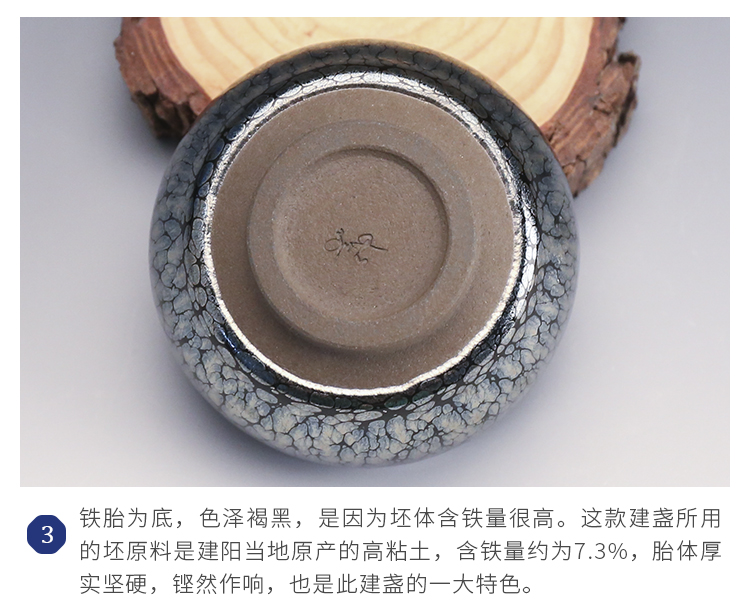 3
铁胎为底，色泽褐黑，是因为坯体含铁量很高。这款建盏所用
的坯原料是建阳当地原产的高粘土，含铁量约为7.3%，胎体厚
实坚硬，铿然作响，也是此建盏的一大特色。